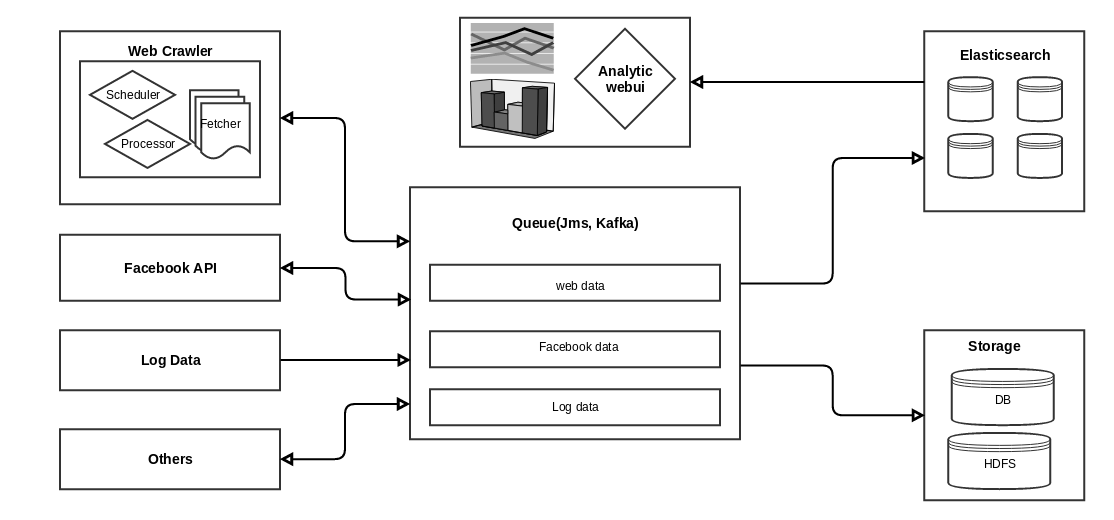 Web Crawler
Scheduler
Fetcher
Processor
Facebook API
Log Data
Others
Analytic
webui
Queue(Jms, Kafka)
web data
Facebook data
Log data
Elasticsearch
Storage
DB
HDFS